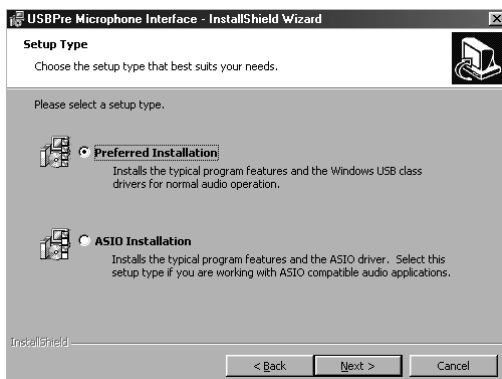 USBPre Microphone Interface - InstallShield Wizard
Setup Type
Choose the setup type that best suits your needs.
Please select a setup type.
Preferred Installation
Installs the typical program features and the Windows USB class
drivers for normal audio operation.
ASIO Installation
Installs the typical program features and the ASIO driver. Select this
setup type if you are working with ASIO compatible audio applications.
InstallShield
< Back Next > Cancel